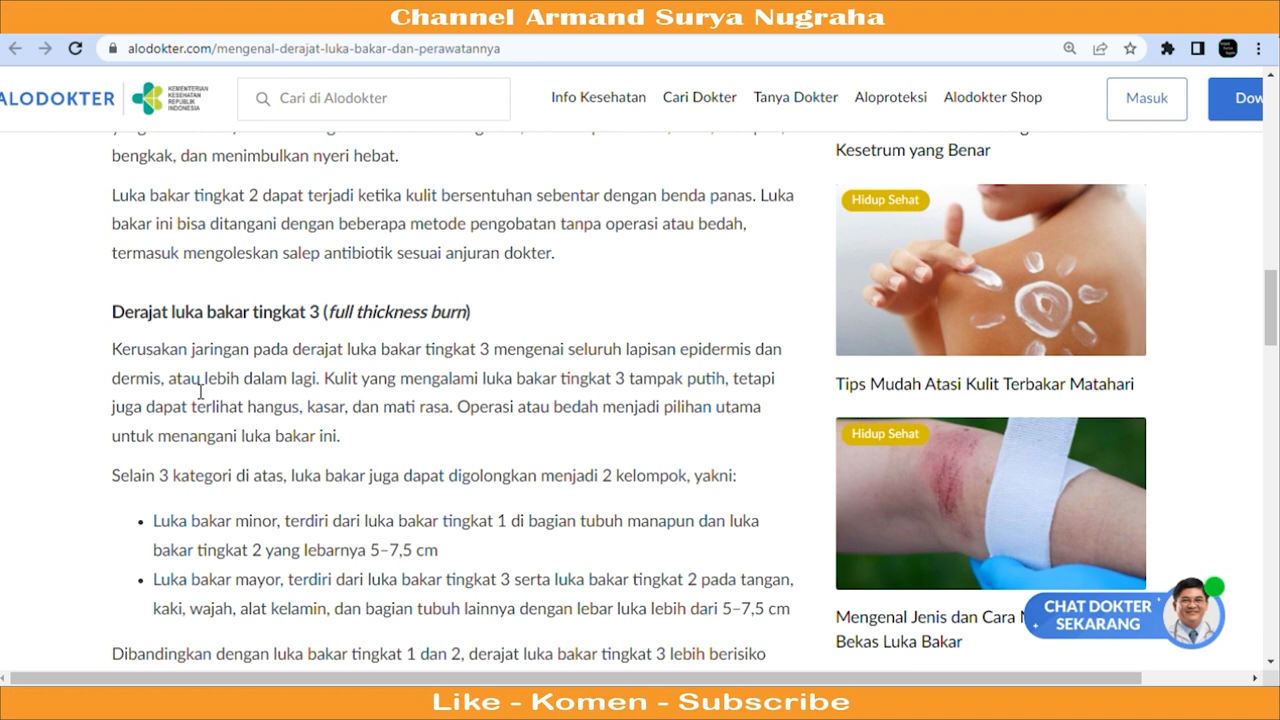 Channel Armand Surya Nugraha
alodokter.com/mengenal-derajat-luka-bakar-dan-perawatannya
ALODOKTER
KEMENTERIAN
KESEHATAN
REPUBLIK
INDONESIA
Cari di Alodokter
Info Kesehatan
Cari Dokter
Tanya Dokter
Aloproteksi
Alodokter Shop
Masuk
Dow
bengkak, dan menimbulkan nyeri hebat.
Luka bakar tingkat 2 dapat terjadi ketika kulit bersentuhan sebentar dengan benda panas. Luka
bakar ini bisa ditangani dengan beberapa metode pengobatan tanpa operasi atau bedah,
termasuk mengoleskan salep antibiotik sesuai anjuran dokter.
Derajat luka bakar tingkat 3 (full thickness burn)
Kerusakan jaringan pada derajat luka bakar tingkat 3 mengenai seluruh lapisan epidermis dan
dermis, atau lebih dalam lagi. Kulit yang mengalami luka bakar tingkat 3 tampak putih, tetapi
juga dapat terlihat hangus, kasar, dan mati rasa. Operasi atau bedah menjadi pilihan utama
untuk menangani luka bakar ini.
Selain 3 kategori di atas, luka bakar juga dapat digolongkan menjadi 2 kelompok, yakni:
• Luka bakar minor, terdiri dari luka bakar tingkat 1 di bagian tubuh manapun dan luka
bakar tingkat 2 yang lebarnya 5–7,5 cm
• Luka bakar mayor, terdiri dari luka bakar tingkat 3 serta luka bakar tingkat 2 pada tangan,
kaki, wajah, alat kelamin, dan bagian tubuh lainnya dengan lebar luka lebih dari 5–7,5 cm
Dibandingkan dengan luka bakar tingkat 1 dan 2, derajat luka bakar tingkat 3 lebih berisiko
Kesetrum yang Benar
Hidup Sehat
Tips Mudah Atasi Kulit Terbakar Matahari
Hidup Sehat
Mengenal Jenis dan Cara
Bekas Luka Bakar
CHAT DOKTER
SEKARANG
Like - Komen - Subscribe